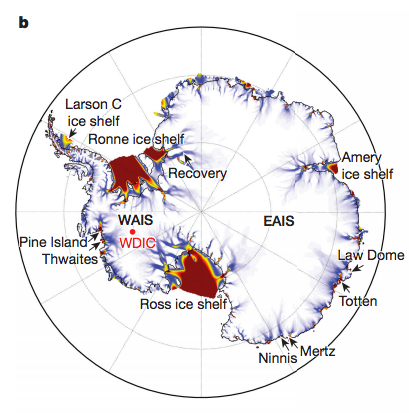 b
Larson C
ice shelf
Ronne ice shelf
Recovery
Amery
ice shelf
WAIS
EAIS
WDIC
Pine Island
Thwaites
Law Dome
Totten
Ross ice shelf
Ninnis
Mertz